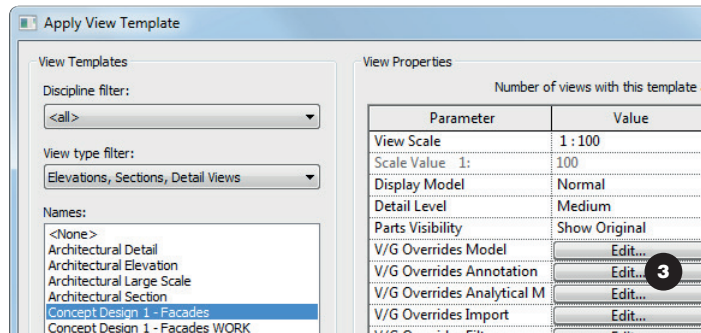 Apply View Template
View Templates
Discipline filter:
<all>
View type filter:
Elevations, Sections, Detail Views
Names:
<None>
Architectural Detail
Architectural Elevation
Architectural Large Scale
Architectural Section
Concept Design 1 - Facades
Concept Design 1 - Facades WORK
View Properties
Number of views with this template
Parameter Value
View Scale 1 : 100
Scale Value 1: 100
Display Model Normal
Detail Level Medium
Parts Visibility Show Original
V/G Overrides Model Edit...
V/G Overrides Annotation Edit... 3
V/G Overrides Analytical M Edit...
V/G Overrides Import Edit...